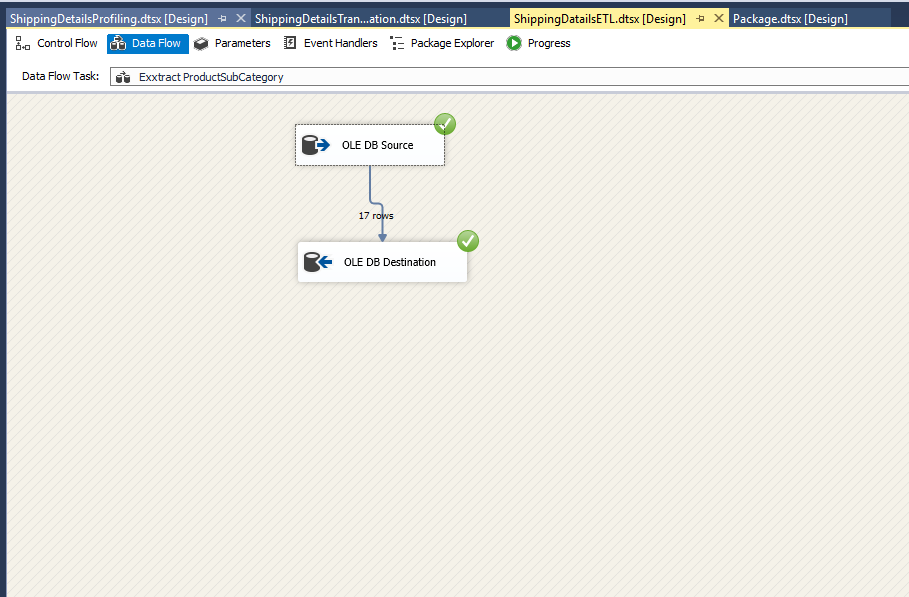 ShippingDetailsProfiling.dtsx [Design] ShippingDetailsTran...ation.dtsx [Design] ShippingDatailsETL.dtsx [Design] Package.dtsx [Design]
Control Flow Data Flow Parameters Event Handlers Package Explorer Progress
Data Flow Task: Exxtract ProductSubCategory
OLE DB Source
17 rows
OLE DB Destination